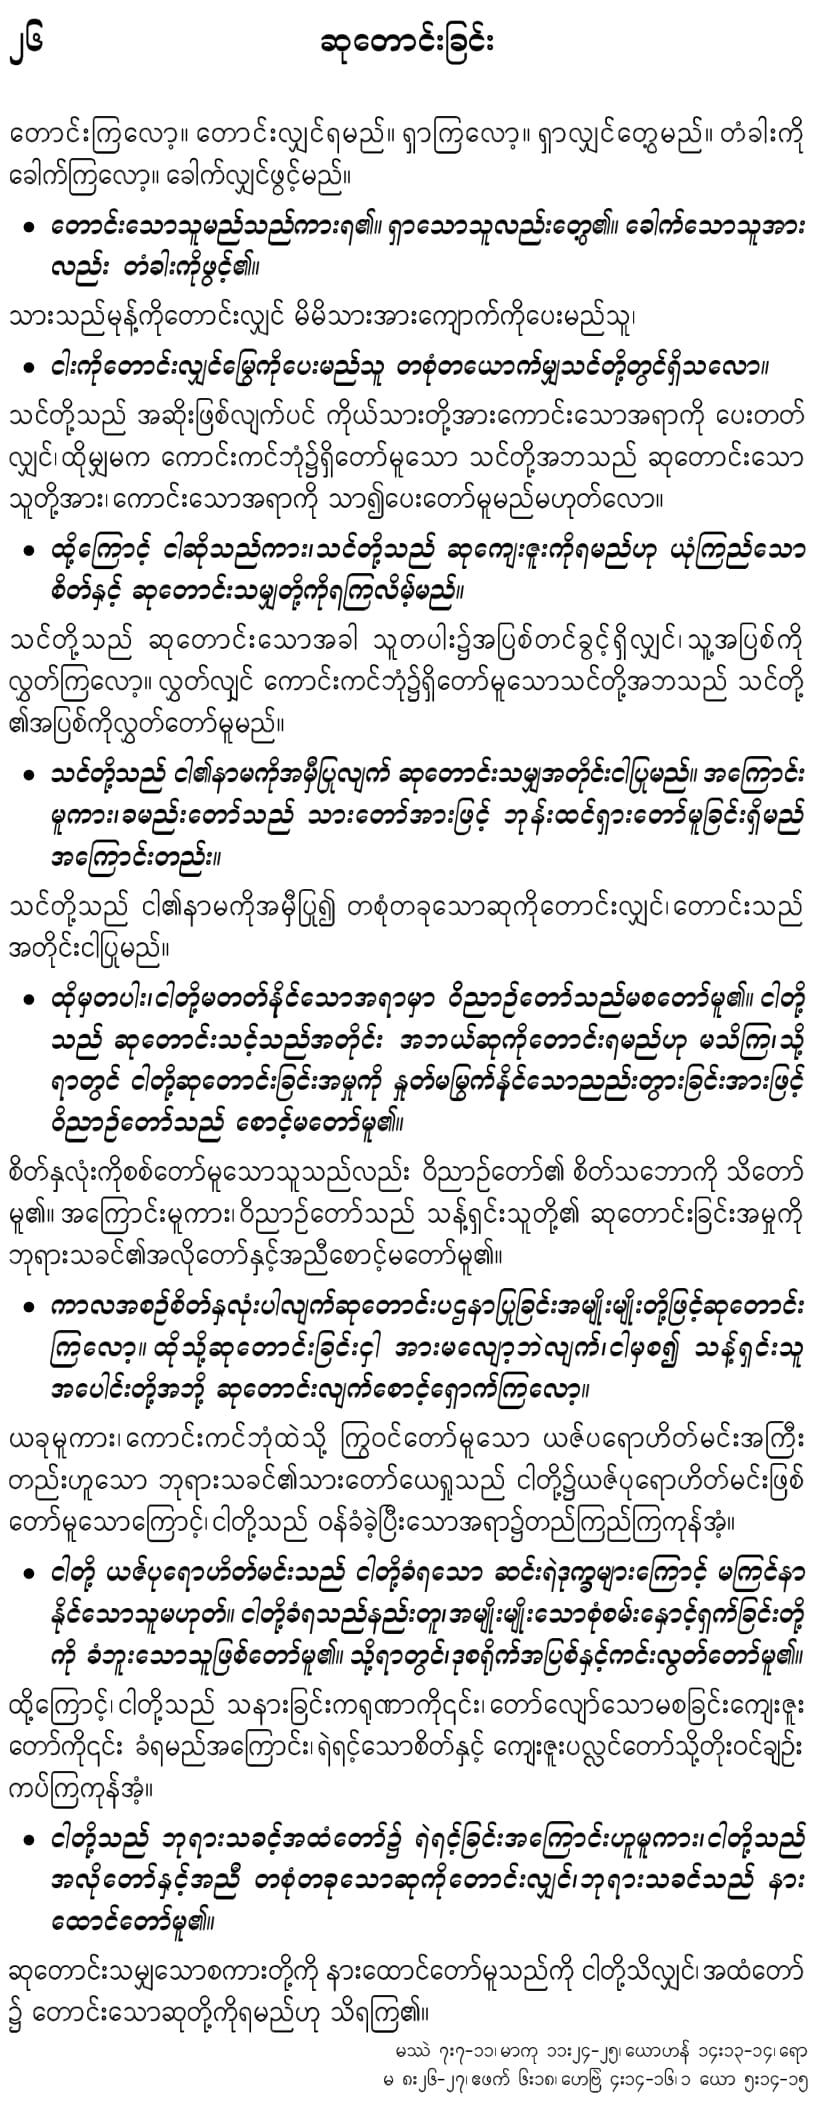 ၂၆ ဆုတောင်းခြင်း
တောင်းကြလော့။ တောင်းလျှင်ရမည်။ ရှာကြလော့။ ရှာလျှင်တွေ့မည်။ တံခါးကို
ခေါက်ကြလော့။ ခေါက်လျှင်ဖွင့်မည်။
• တောင်းသောသူမည်သည်ကားရ၏။ ရှာသောသူလည်းတွေ့၏။ ခေါက်သောသူအား
လည်း တံခါးကိုဖွင့်၏။
သားသည်မုန့်ကိုတောင်းလျှင် မိမိသားအားကျောက်ကိုပေးမည်သူ၊
• ငါးကိုတောင်းလျှင်မြွေကိုပေးမည်သူ တစုံတယောက်မျှသင်တို့တွင်ရှိသလော။
သင်တို့သည် အဆိုးဖြစ်လျက်ပင် ကိုယ်သားတို့အားကောင်းသောအရာကို ပေးတတ်
လျှင်၊ထိုမျှမက ကောင်းကင်ဘုံ၌ရှိတော်မူသော သင်တို့အဘသည် ဆုတောင်းသော
သူတို့အား၊ကောင်းသောအရာကို သာ၍ပေးတော်မူမည်မဟုတ်လော။
• ထို့ကြောင့် ငါဆိုသည်ကား၊သင်တို့သည် ဆုကျေးဇူးကိုရမည်ဟု ယုံကြည်သော
စိတ်နှင့် ဆုတောင်းသမျှတို့ကိုရကြလိမ့်မည်။
သင်တို့သည် ဆုတောင်းသောအခါ သူတပါး၌အပြစ်တင်ခွင့်ရှိလျှင်၊သူ့အပြစ်ကို
လွှတ်ကြလော့။ လွှတ်လျှင် ကောင်းကင်ဘုံ၌ရှိတော်မူသောသင်တို့အဘသည် သင်တို့
၏အပြစ်ကိုလွှတ်တော်မူမည်။
• သင်တို့သည် ငါ၏နာမကိုအမှီပြုလျက် ဆုတောင်းသမျှအတိုင်းငါပြုမည်။ အကြောင်း
မူကား၊ခမည်းတော်သည် သားတော်အားဖြင့် ဘုန်းထင်ရှားတော်မူခြင်းရှိမည်
အကြောင်းတည်း။
သင်တို့သည် ငါ၏နာမကိုအမှီပြု၍ တစုံတခုသောဆုကိုတောင်းလျှင်၊တောင်းသည်
အတိုင်းငါပြုမည်။
• ထိုမှတပါး၊ငါတို့မတတ်နိုင်သောအရာမှာ ဝိညာဉ်တော်သည်မစတော်မူ၏။ ငါတို့
သည် ဆုတောင်းသင့်သည်အတိုင်း အဘယ်ဆုကိုတောင်းရမည်ဟု မသိကြ၊သို့
ရာတွင် ငါတို့ဆုတောင်းခြင်းအမှုကို နှုတ်မမြွက်နိုင်သောညည်းတွားခြင်းအားဖြင့်
ဝိညာဉ်တော်သည် စောင့်မတော်မူ၏။
စိတ်နှလုံးကိုစစ်တော်မူသောသူသည်လည်း ဝိညာဉ်တော်၏ စိတ်သဘောကို သိတော်
မူ၏။ အကြောင်းမူကား၊ဝိညာဉ်တော်သည် သန့်ရှင်းသူတို့၏ ဆုတောင်းခြင်းအမှုကို
ဘုရားသခင်၏အလိုတော်နှင့်အညီစောင့်မတော်မူ၏။
• ကာလအစဉ်စိတ်နှလုံးပါလျက်ဆုတောင်းပဌနာပြုခြင်းအမျိုးမျိုးတို့ဖြင့်ဆုတောင်း
ကြလော့။ ထိုသို့ဆုတောင်းခြင်းငှါ အားမလျော့ဘဲလျက်၊ငါမှစ၍ သန့်ရှင်းသူ
အပေါင်းတို့အဘို့ ဆုတောင်းလျက်စောင့်ရှောက်ကြလော့။
ယခုမူကား၊ကောင်းကင်ဘုံထဲသို့ ကြွဝင်တော်မူသော ယဇ်ပရောဟိတ်မင်းအကြီး
တည်းဟူသော ဘုရားသခင်၏သားတော်ယေရှုသည် ငါတို့၌ယဇ်ပုရောဟိတ်မင်းဖြစ်
တော်မူသောကြောင့်၊ငါတို့သည် ဝန်ခံခဲ့ပြီးသောအရာ၌တည်ကြည်ကြကုန်အံ့။
• ငါတို့ ယဇ်ပုရောဟိတ်မင်းသည် ငါတို့ခံရသော ဆင်းရဲဒုက္ခများကြောင့် မကြင်နာ
နိုင်သောသူမဟုတ်။ ငါတို့ခံရသည်နည်းတူ၊အမျိုးမျိုးသောစုံစမ်းနှောင့်ရှက်ခြင်းတို့
ကို ခံဘူးသောသူဖြစ်တော်မူ၏။ သို့ရာတွင်၊ဒုစရိုက်အပြစ်နှင့်ကင်းလွတ်တော်မူ၏။
ထို့ကြောင့်၊ငါတို့သည် သနားခြင်းကရုဏာကို၎င်း၊တော်လျော်သောမစခြင်းကျေးဇူး
တော်ကို၎င်း ခံရမည်အကြောင်း၊ရဲရင့်သောစိတ်နှင့် ကျေးဇူးပလ္လင်တော်သို့တိုးဝင်ချဉ်း
ကပ်ကြကုန်အံ့။
• ငါတို့သည် ဘုရားသခင့်အထံတော်၌ ရဲရင့်ခြင်းအကြောင်းဟူမူကား၊ငါတို့သည်
အလိုတော်နှင့်အညီ တစုံတခုသောဆုကိုတောင်းလျှင်၊ဘုရားသခင်သည် နား
ထောင်တော်မူ၏။
ဆုတောင်းသမျှသောစကားတို့ကို နားထောင်တော်မူသည်ကို ငါတို့သိလျှင်၊အထံတော်
၌ တောင်းသောဆုတို့ကိုရမည်ဟု သိရကြ၏။
မဿဲ ၇း၇-၁၁၊မာကု ၁၁း၂၄-၂၅၊ယောဟန် ၁၄း၁၃-၁၄၊ရော
မ ၈း၂၆-၂၇၊ဧဖက် ၆း၁၈၊ဟေဗြဲ ၄း၁၄-၁၆၊၁ ယော ၅း၁၄-၁၅